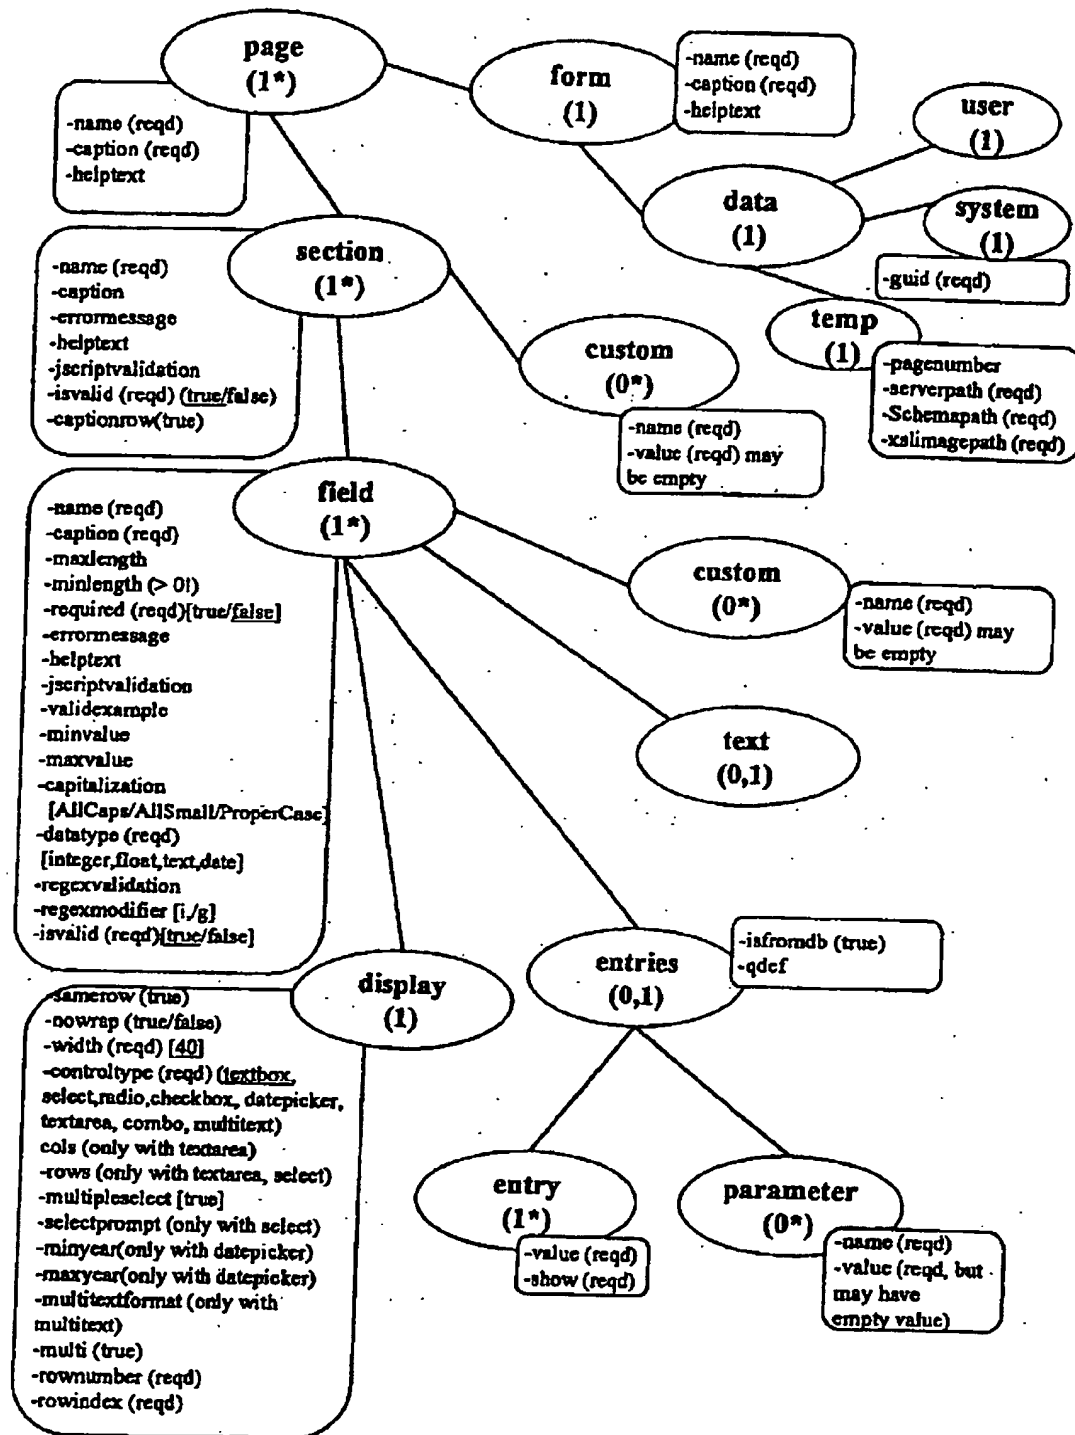 page
(1*)
-name (reqd)
-caption (reqd)
-helptext
form
(1)
-name (reqd)
-caption (reqd)
-helptext
user
(1)
data
(1)
system
(1)
-guid (reqd)
temp
(1)
-pagenumber
-serverpath (reqd)
-Schemapath (reqd)
-xslimagepath (reqd)
section
(1*)
-name (reqd)
-caption
-errormessage
-helptext
-jscriptvalidation
-isvalid (reqd) (true/false)
-captionrow(true)
custom
(0*)
-name (reqd)
-value (reqd) may
be empty
field
(1*)
-name (reqd)
-caption (reqd)
-maxlength
-minlength (> 0!)
-required (reqd)[true/false]
-errormessage
-helptext
-jscriptvalidation
-validexample
-minvalue
-maxvalue
-capitalization
[AllCaps/AllSmall/ProperCase]
-datatype (reqd)
[integer,float,text,date]
-regexvalidation
-regexmodifier [i,/g]
-isvalid (reqd)[true/false]
custom
(0*)
-name (reqd)
-value (reqd) may
be empty
text
(0,1)
entries
(0,1)
-isfromdb (true)
-qdef
display
(1)
-samerow (true)
-nowrap (true/false)
-width (reqd) [40]
-controltype (reqd) (textbox,
select,radio,checkbox, datepicker,
textarea, combo, multitext)
cols (only with textarea)
-rows (only with textarea, select)
-multipleselect [true]
-selectprompt (only with select)
-minyear(only with datepicker)
-maxyear(only with datepicker)
-multitextformat (only with
multitext)
-multi (true)
-rownumber (reqd)
-rowindex (reqd)
entry
(1*)
-value (reqd)
-show (reqd)
parameter
(0*)
-name (reqd)
-value (reqd, but
may have
empty value)